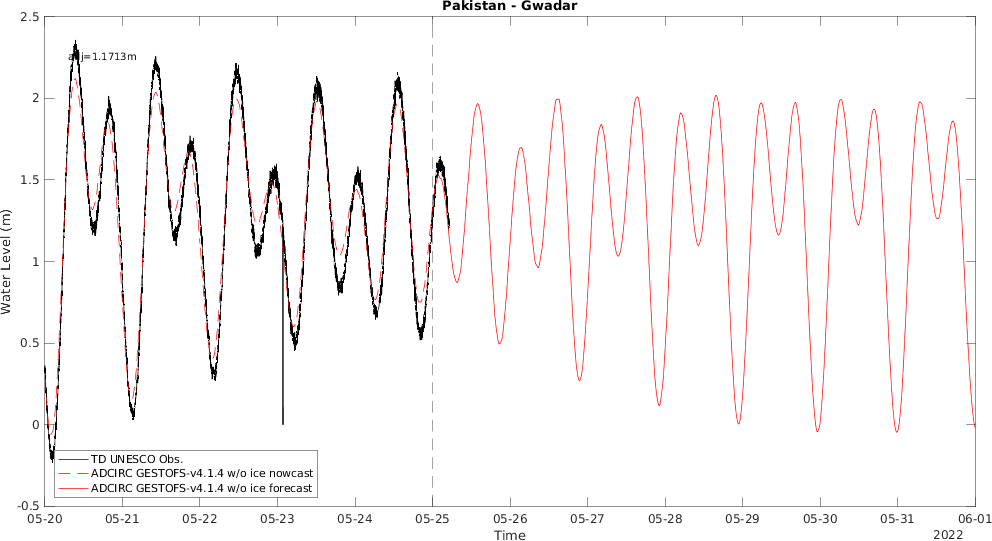 Pakistan - Gwadar
2.5
2
1.5
1
0.5
0
-0.5
Water Level (m)
j=1.1713m
TD UNESCO Obs.
ADCIRC GESTOFS-v4.1.4 w/o ice nowcast
ADCIRC GESTOFS-v4.1.4 w/o ice forecast
05-20 05-21 05-22 05-23 05-24 05-25 05-26 05-27 05-28 05-29 05-30 05-31 06-01
Time
2022